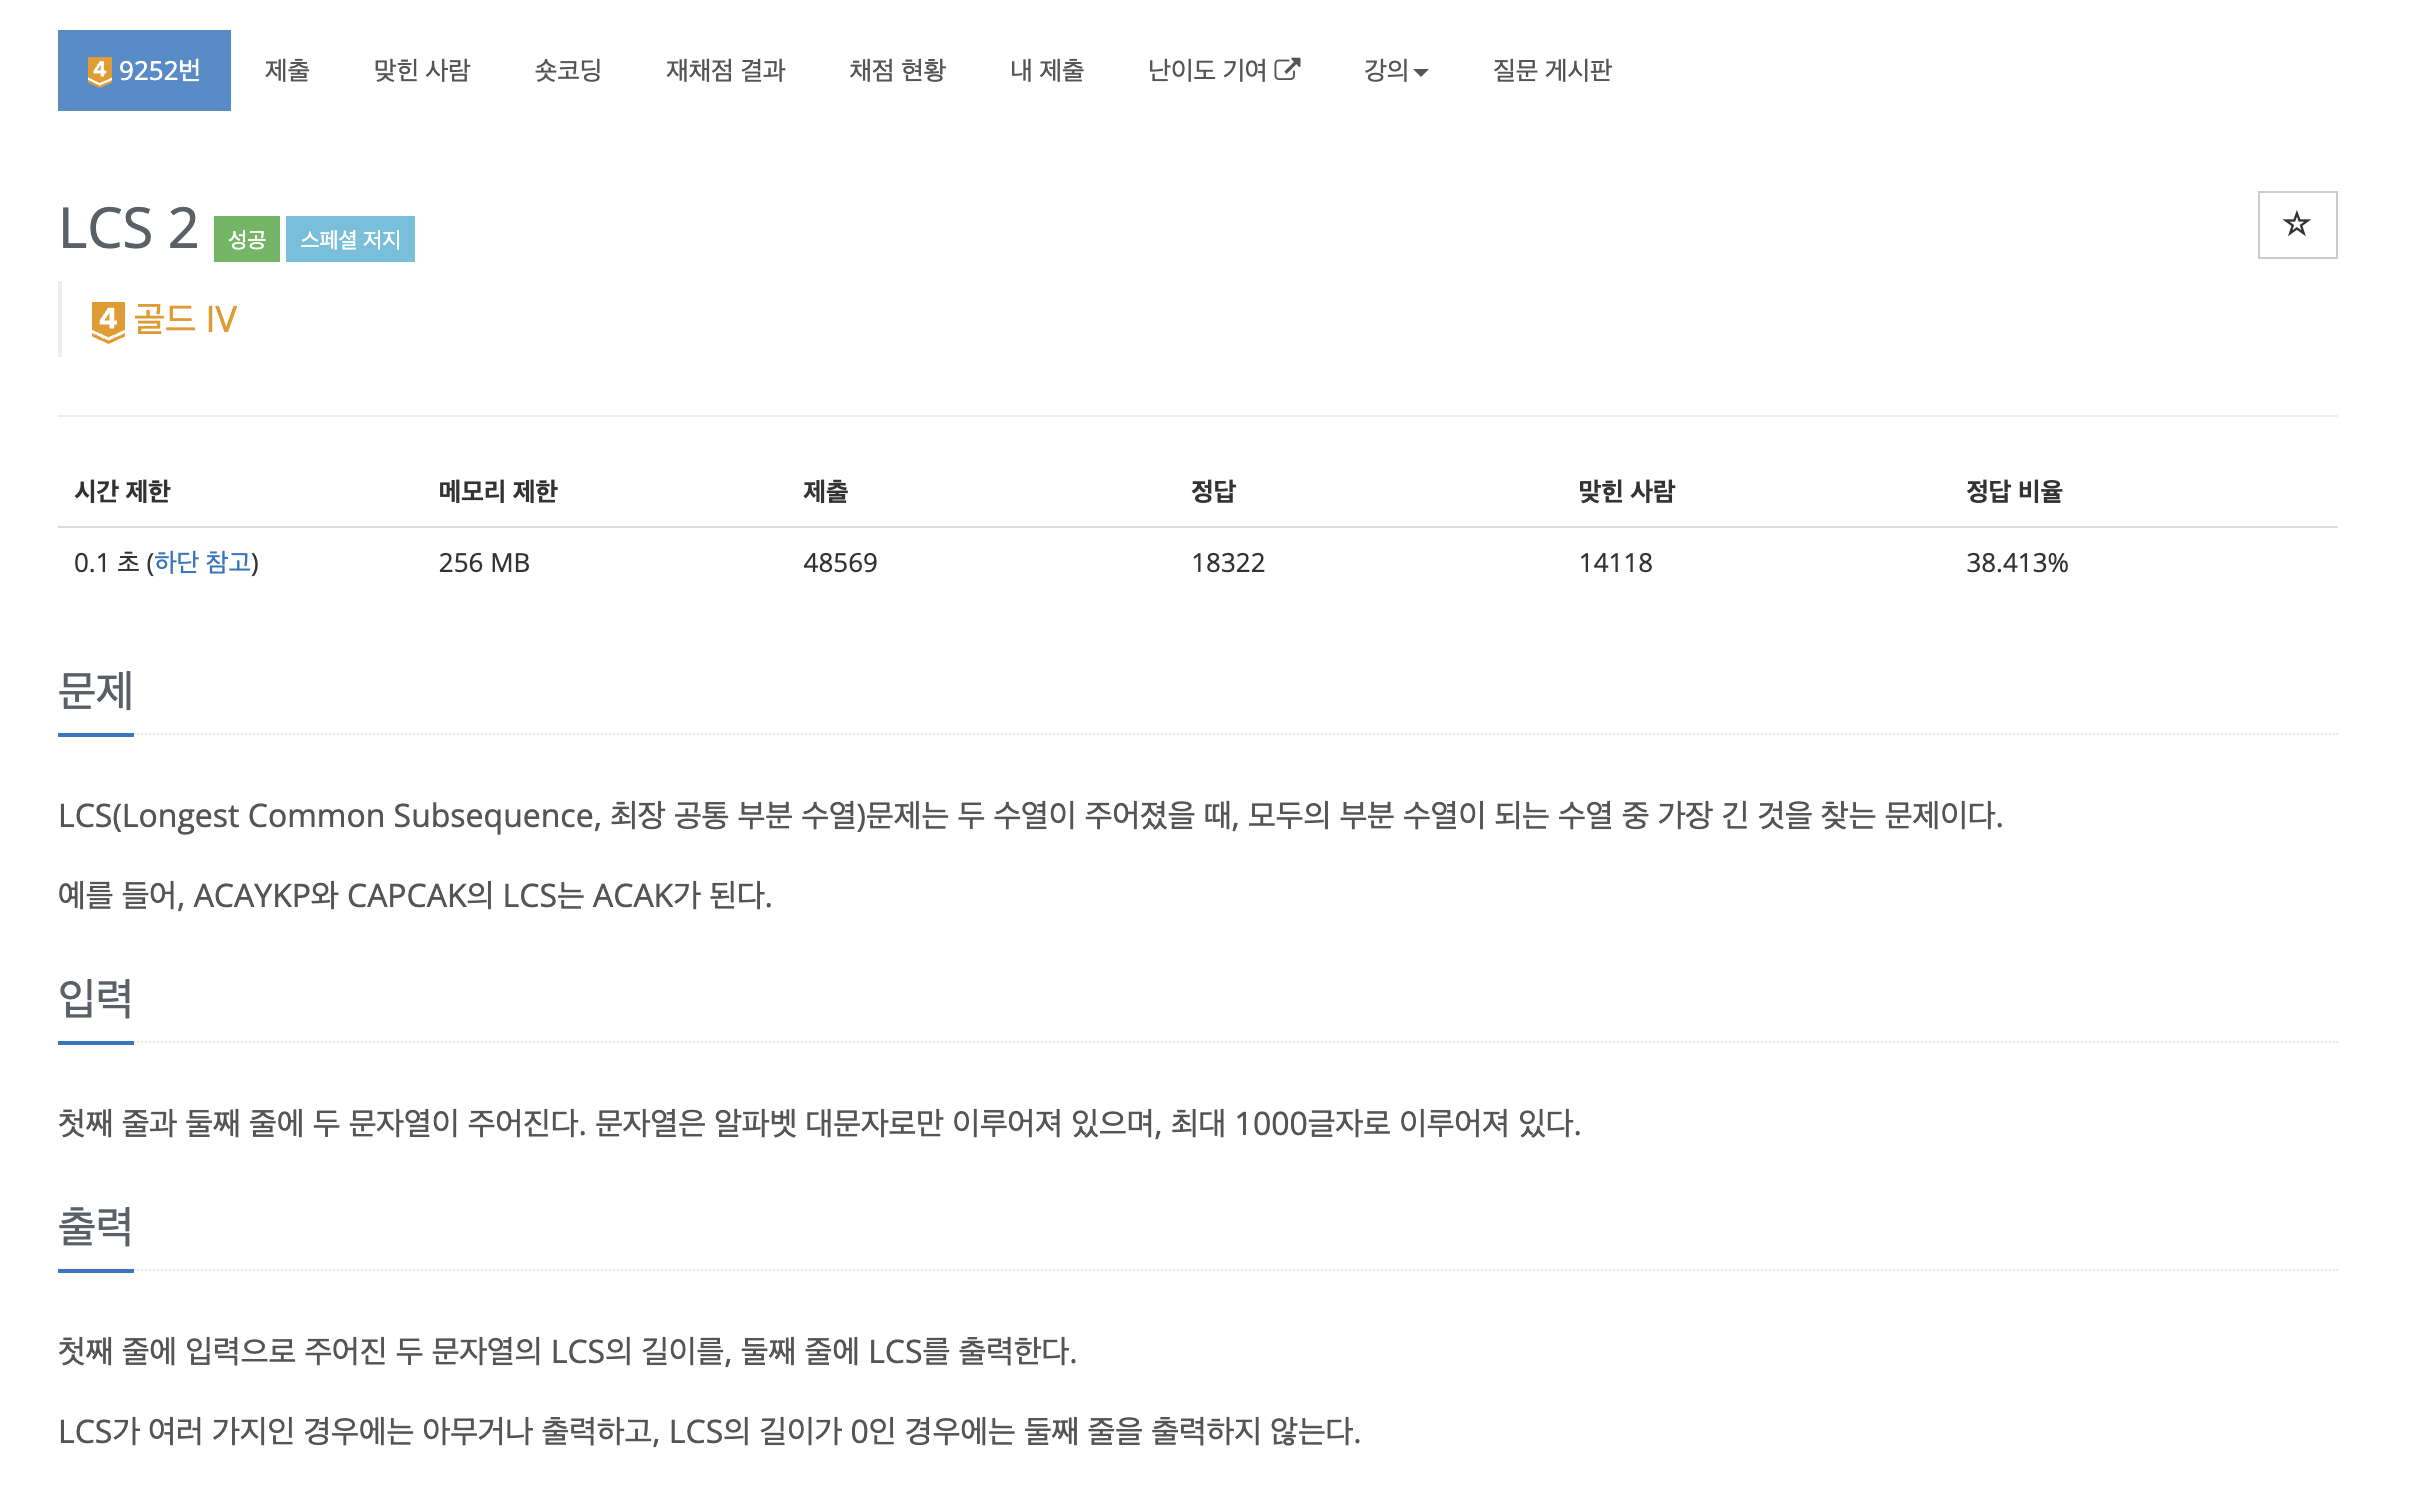 4 9252번 제출 맞힌 사람 숏코딩 재채점 결과 채점 현황 내 제출 난이도 기여 강의 질문 게시판
LCS 2 성공 스페셜 저지
4 골드 IV
시간 제한 메모리 제한 제출 정답 맞힌 사람 정답 비율
0.1 초 (하단 참고) 256 MB 48569 18322 14118 38.413%
문제
LCS(Longest Common Subsequence, 최장 공통 부분 수열)문제는 두 수열이 주어졌을 때, 모두의 부분 수열이 되는 수열 중 가장 긴 것을 찾는 문제이다.
예를 들어, ACAYKP와 CAPCAK의 LCS는 ACAK가 된다.
입력
첫째 줄과 둘째 줄에 두 문자열이 주어진다. 문자열은 알파벳 대문자로만 이루어져 있으며, 최대 1000글자로 이루어져 있다.
출력
첫째 줄에 입력으로 주어진 두 문자열의 LCS의 길이를, 둘째 줄에 LCS를 출력한다.
LCS가 여러 가지인 경우에는 아무거나 출력하고, LCS의 길이가 0인 경우에는 둘째 줄을 출력하지 않는다.